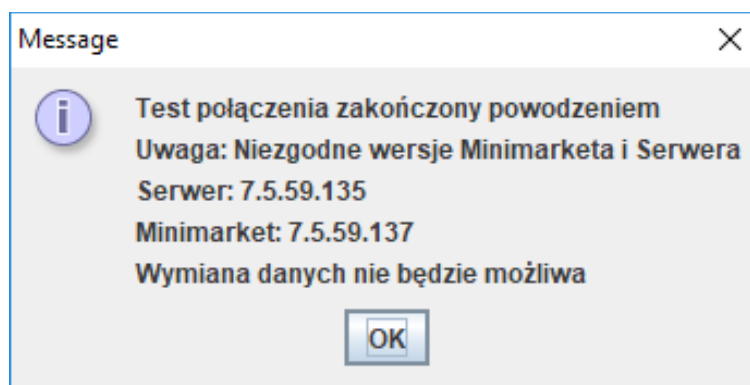 Message
Test połączenia zakończony powodzeniem
Uwaga: Niezgodne wersje Minimarketa i Serwera
Serwer: 7.5.59.135
Minimarket: 7.5.59.137
Wymiana danych nie będzie możliwa
OK